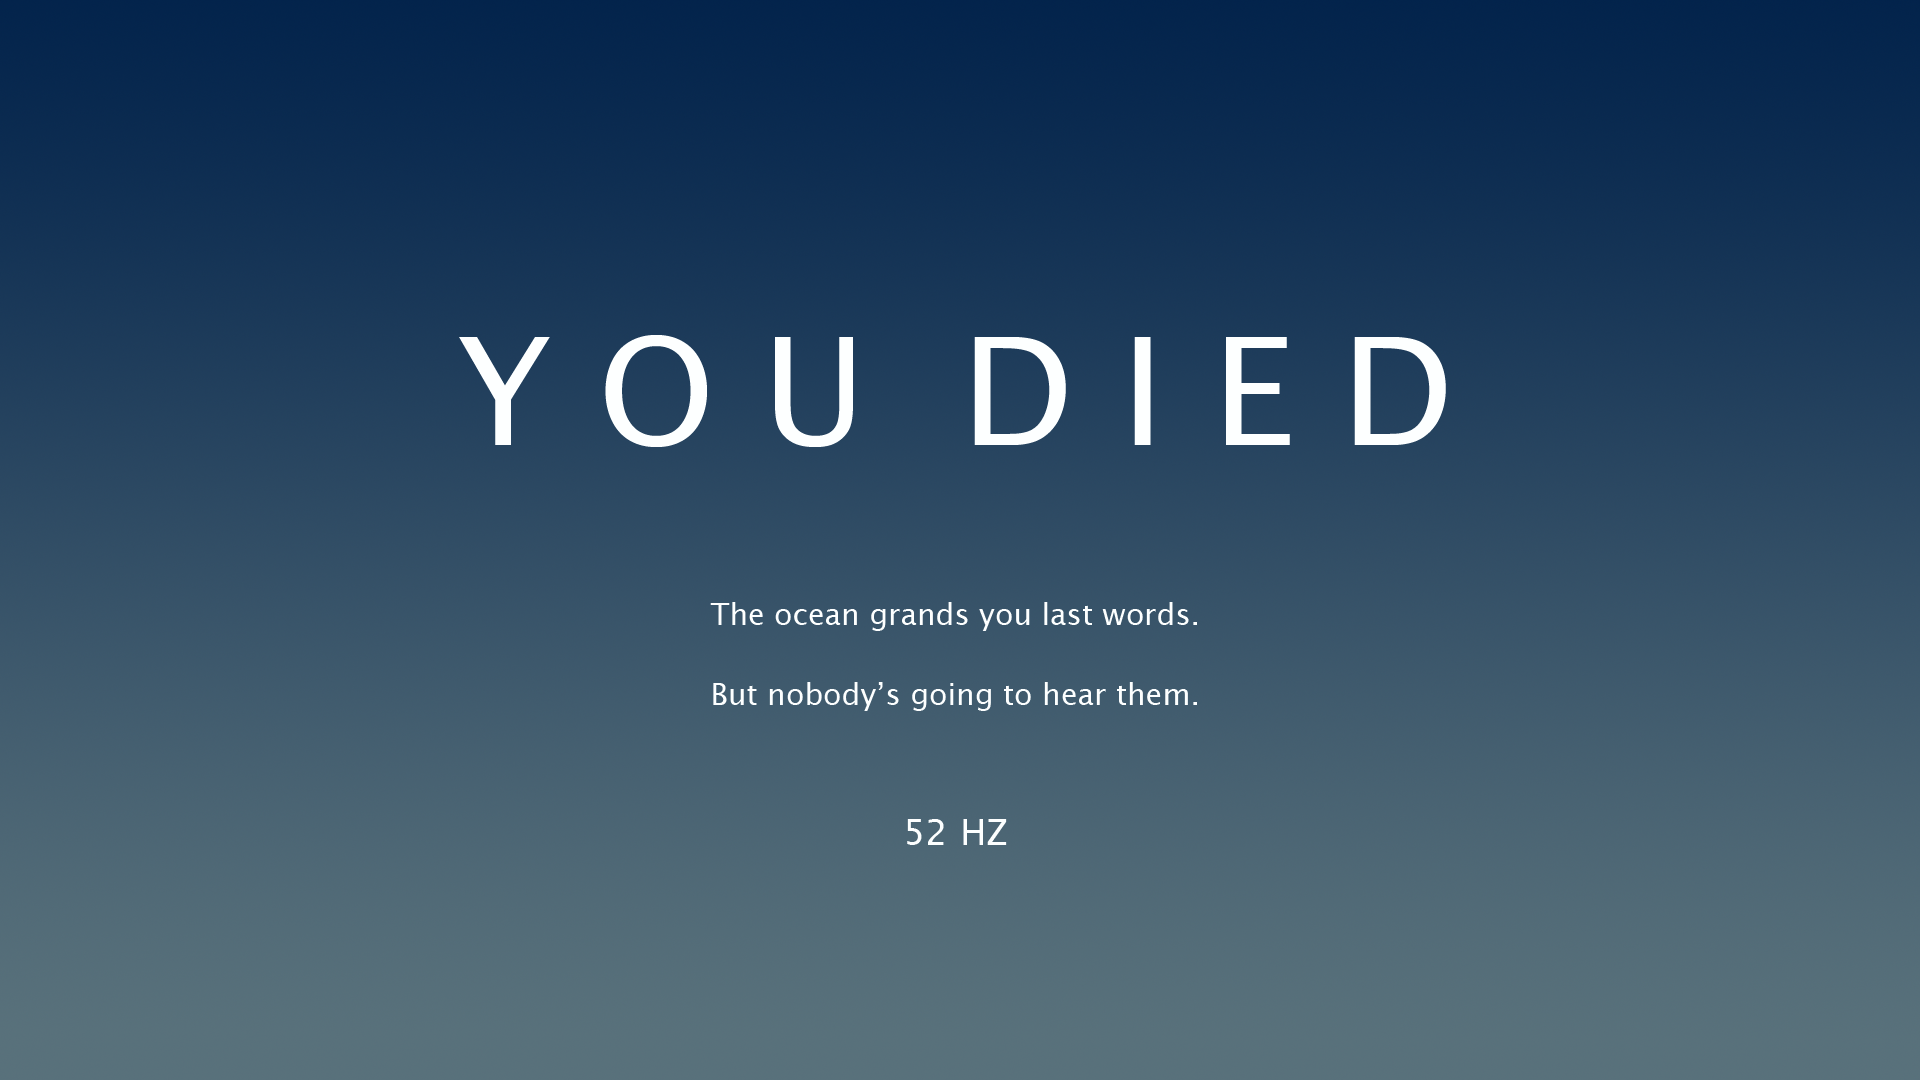 YOU DIED
The ocean grands you last words.
But nobody’s going to hear them.
52 HZ